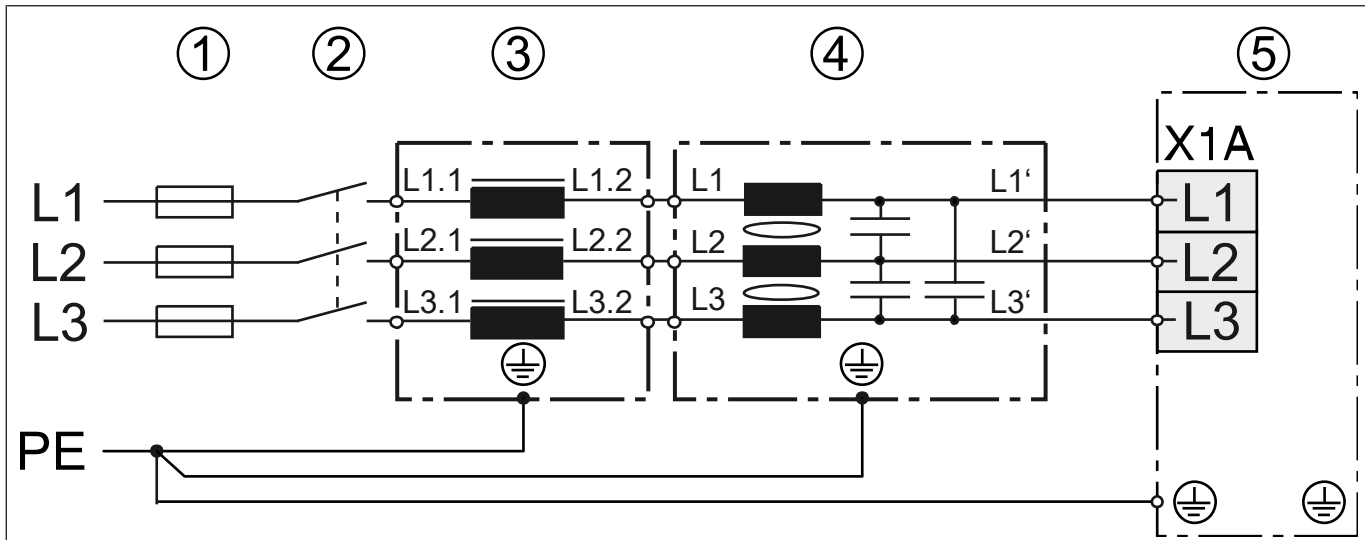 ① ② ③ ④ ⑤
X1A
L1 L1.1 L1.2 L1 L1‘ L1
L2 L2.1 L2.2 L2 L2‘ L2
L3 L3.1 L3.2 L3 L3‘ L3
PE